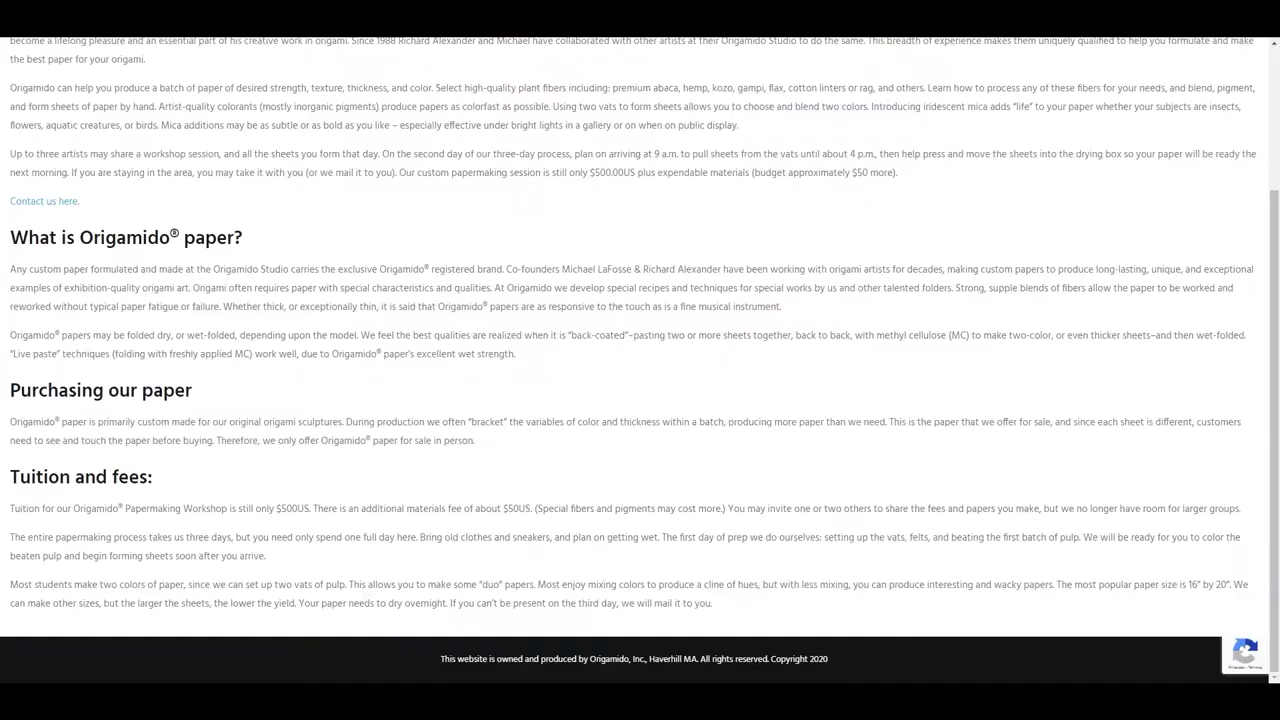 become a lifelong pleasure and an essential part of his creative work in origami. Since 1988 Richard Alexander and Michael have collaborated with other artists at their Origamido Studio to do the same. This breadth of experience makes them uniquely qualified to help you formulate and make
the best paper for your origami.
Origamido can help you produce a batch of paper of desired strength, texture, thickness, and color. Select high-quality plant fibers including: premium abaca, hemp, kozo, gampi, flax, cotton linters or rag, and others. Learn how to process any of these fibers for your needs, and blend, pigment,
and form sheets of paper by hand. Artist-quality colorants (mostly inorganic pigments) produce papers as colorfast as possible. Using two vats to form sheets allows you to choose and blend two colors. Introducing iridescent mica adds "life" to your paper whether your subjects are insects,
flowers, aquatic creatures, or birds. Mica additions may be as subtle or as bold as you like – especially effective under bright lights in a gallery or on when on public display.
Up to three artists may share a workshop session, and all the sheets you form that day. On the second day of our three-day process, plan on arriving at 9 a.m. to pull sheets from the vats until about 4 p.m., then help press and move the sheets into the drying box so your paper will be ready the
next morning. If you are staying in the area, you may take it with you (or we mail it to you). Our custom papermaking session is still only $500.00US plus expendable materials (budget approximately $50 more).
Contact us here.
What is Origamido® paper?
Any custom paper formulated and made at the Origamido Studio carries the exclusive Origamido® registered brand. Co-founders Michael LaFosse & Richard Alexander have been working with origami artists for decades, making custom papers to produce long-lasting, unique, and exceptional
examples of exhibition-quality origami art. Origami often requires paper with special characteristics and qualities. At Origamido we develop special recipes and techniques for special works by us and other talented folders. Strong, supple blends of fibers allow the paper to be worked and
reworked without typical paper fatigue or failure. Whether thick, or exceptionally thin, it is said that Origamido® papers are as responsive to the touch as is a fine musical instrument.
Origamido® papers may be folded dry, or wet-folded, depending upon the model. We feel the best qualities are realized when it is "back-coated"–pasting two or more sheets together, back to back, with methyl cellulose (MC) to make two-color, or even thicker sheets–and then wet-folded.
"Live paste" techniques (folding with freshly applied MC) work well, due to Origamido® paper's excellent wet strength.
Purchasing our paper
Origamido® paper is primarily custom made for our original origami sculptures. During production we often "bracket" the variables of color and thickness within a batch, producing more paper than we need. This is the paper that we offer for sale, and since each sheet is different, customers
need to see and touch the paper before buying. Therefore, we only offer Origamido® paper for sale in person.
Tuition and fees:
Tuition for our Origamido® Papermaking Workshop is still only $500US. There is an additional materials fee of about $50US. (Special fibers and pigments may cost more.) You may invite one or two others to share the fees and papers you make, but we no longer have room for larger groups.
The entire papermaking process takes us three days, but you need only spend one full day here. Bring old clothes and sneakers, and plan on getting wet. The first day of prep we do ourselves: setting up the vats, felts, and beating the first batch of pulp. We will be ready for you to color the
beaten pulp and begin forming sheets soon after you arrive.
Most students make two colors of paper, since we can set up two vats of pulp. This allows you to make some "duo" papers. Most enjoy mixing colors to produce a cline of hues, but with less mixing, you can produce interesting and wacky papers. The most popular paper size is 16" by 20". We
can make other sizes, but the larger the sheets, the lower the yield. Your paper needs to dry overnight. If you can't be present on the third day, we will mail it to you.
This website is owned and produced by Origamido, Inc., Haverhill MA. All rights reserved. Copyright 2020
Privacy - Terms